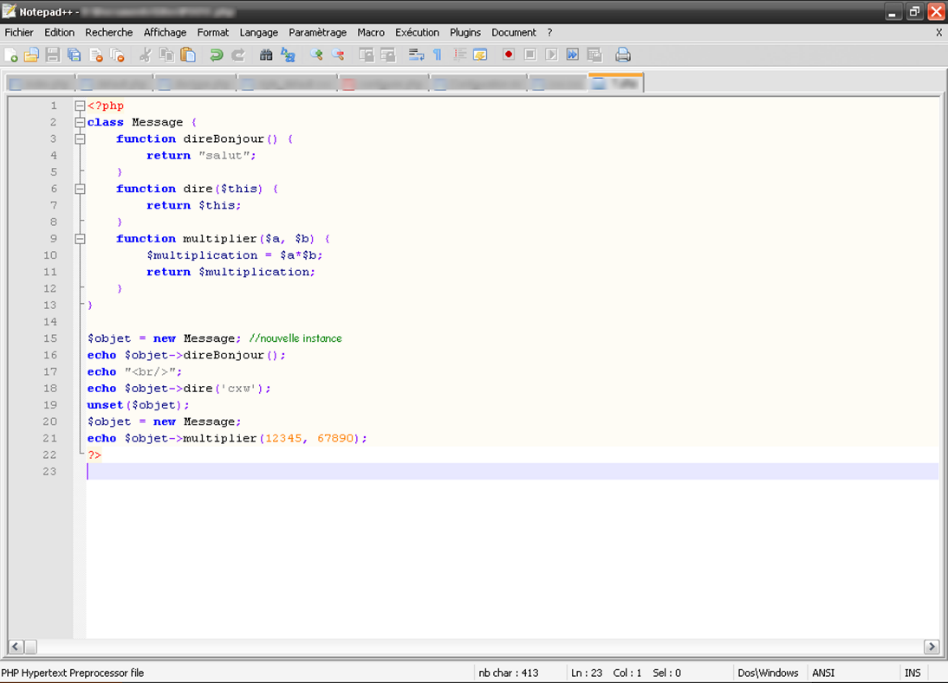 Notepad++ -
Fichier Edition Recherche Affichage Format Langage Paramètrage Macro Exécution Plugins Document ? X
1 <?php
2 class Message {
3 function direBonjour() {
4 return "salut";
5 }
6 function dire($this) {
7 return $this;
8 }
9 function multiplier($a, $b) {
10 $multiplication = $a*$b;
11 return $multiplication;
12 }
13 }
14
15 $objet = new Message; //nouvelle instance
16 echo $objet->direBonjour();
17 echo "<br/>";
18 echo $objet->dire('cxw');
19 unset($objet);
20 $objet = new Message;
21 echo $objet->multiplier(12345, 67890);
22 ?>
23
PHP Hypertext Preprocessor file nb char : 413 Ln : 23 Col : 1 Sel : 0 Dos\Windows ANSI INS